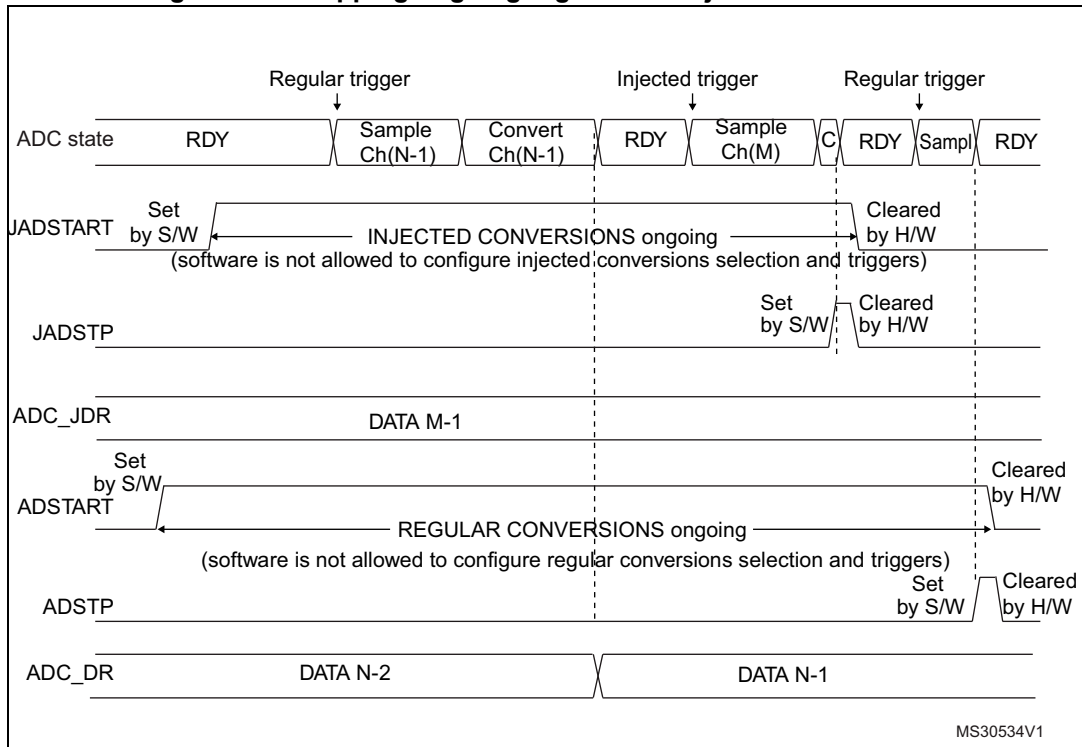 Regular trigger
Injected trigger
Regular trigger
ADC state
RDY
Sample
Ch(N-1)
Convert
Ch(N-1)
RDY
Sample
Ch(M)
C
RDY
Sampl
RDY
JADSTART
Set
by S/W
INJECTED CONVERSIONS ongoing
(software is not allowed to configure injected conversions selection and triggers)
Cleared
by H/W
JADSTP
Set
by S/W
Cleared
by H/W
ADC_JDR
DATA M-1
ADSTART
Set
by S/W
REGULAR CONVERSIONS ongoing
(software is not allowed to configure regular conversions selection and triggers)
Cleared
by H/W
ADSTP
Set
by S/W
Cleared
by H/W
ADC_DR
DATA N-2
DATA N-1
MS30534V1